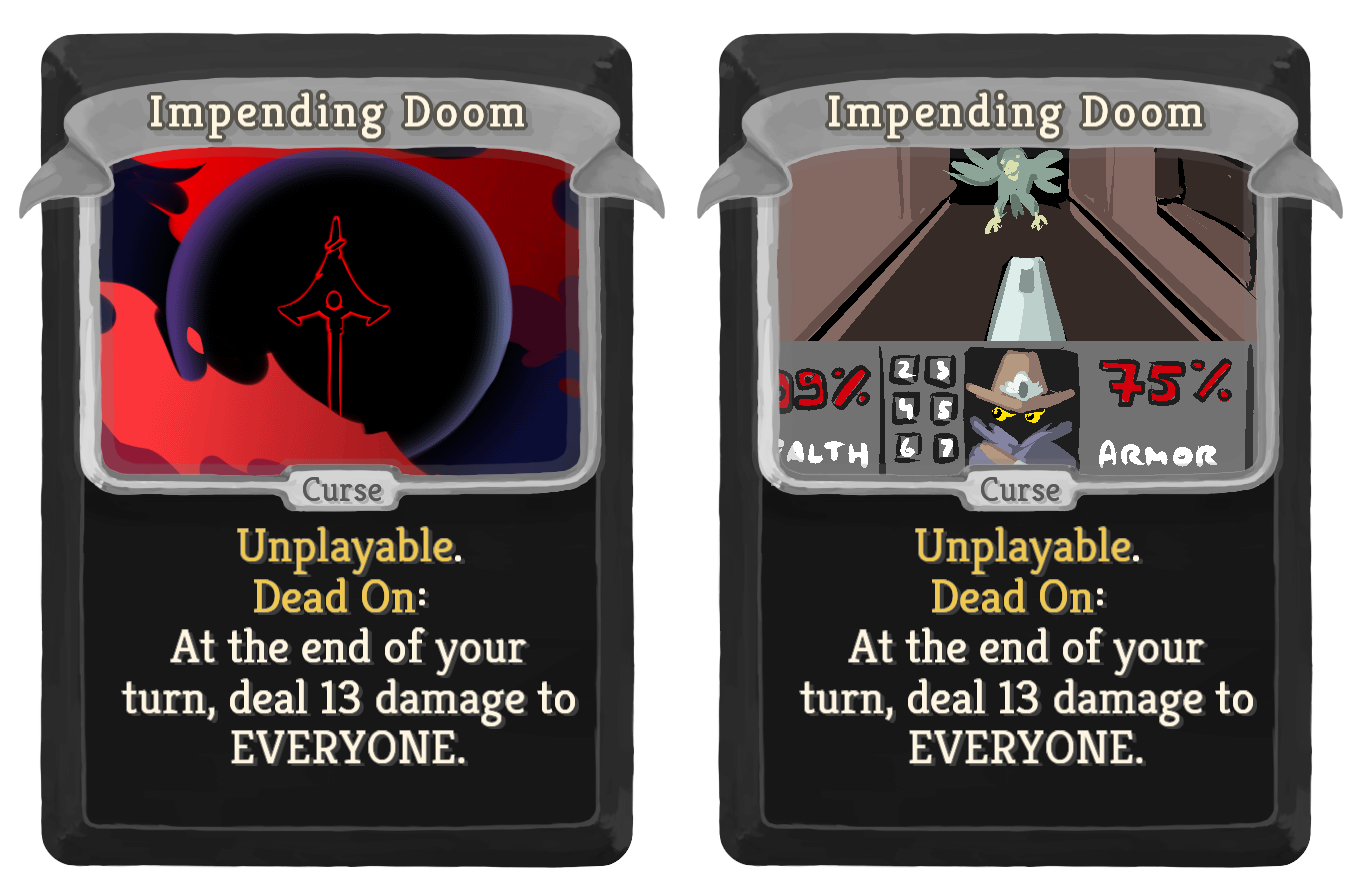 Impending Doom
Curse
Unplayable.
Dead On:
At the end of your
turn, deal 13 damage to
EVERYONE.
Impending Doom
99% 2 3 75%
4 5
ALTH 6 7 ARMOR
Curse
Unplayable.
Dead On:
At the end of your
turn, deal 13 damage to
EVERYONE.